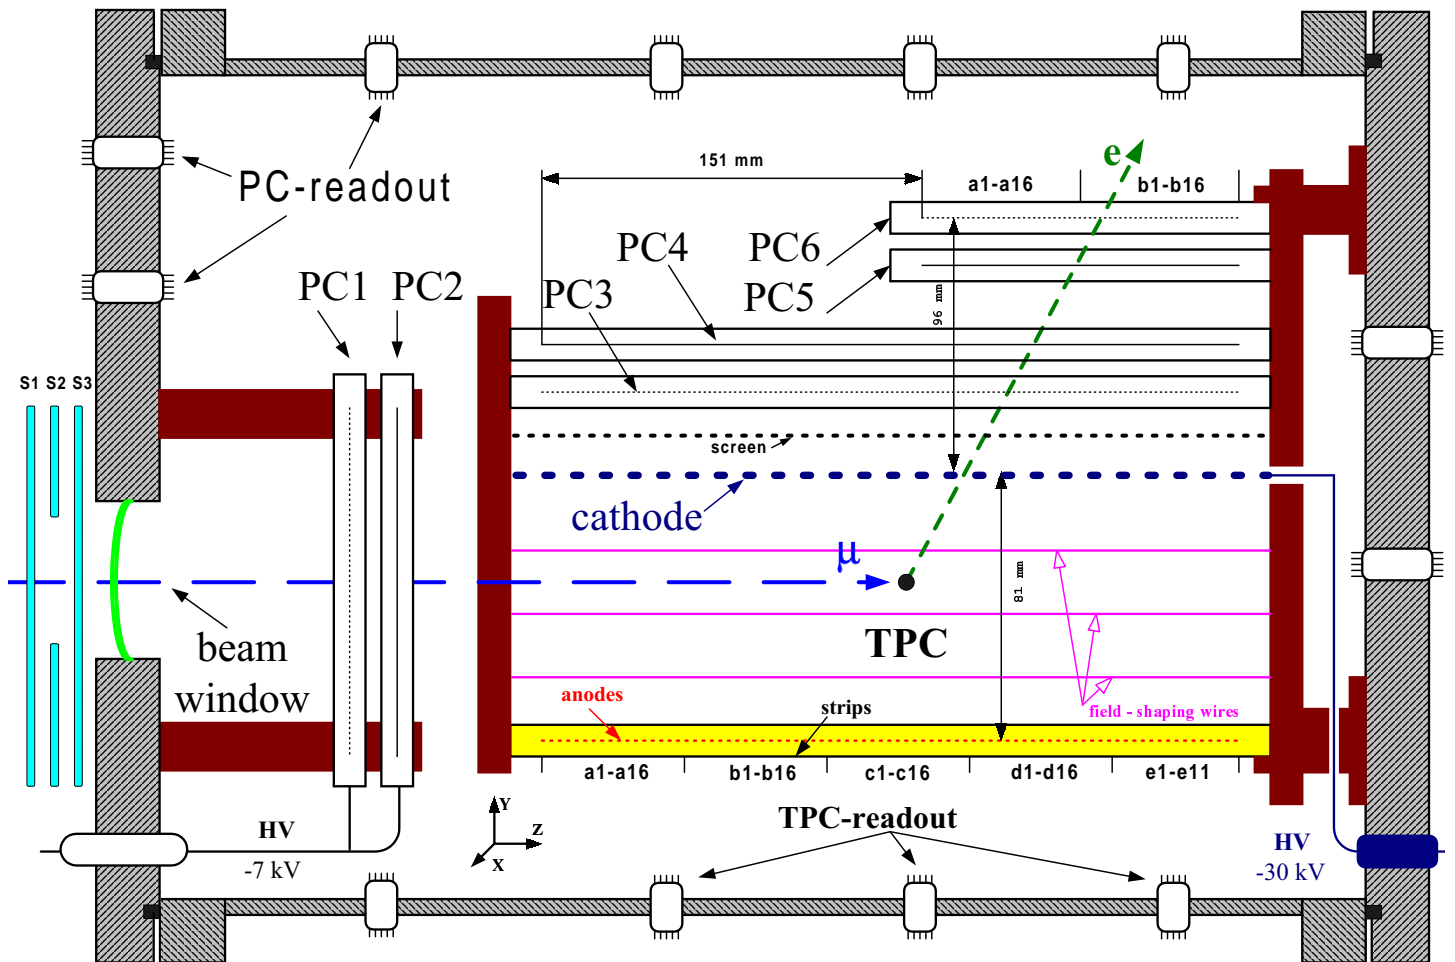 151 mm
e
a1-a16
b1-b16
PC-readout
PC6
PC4
PC5
PC1
PC2
PC3
96 mm
S1 S2 S3
screen
cathode
μ
81 mm
beam
window
TPC
anodes
strips
field - shaping wires
a1-a16
b1-b16
c1-c16
d1-d16
e1-e11
Y
Z
X
TPC-readout
HV
-7 kV
HV
-30 kV